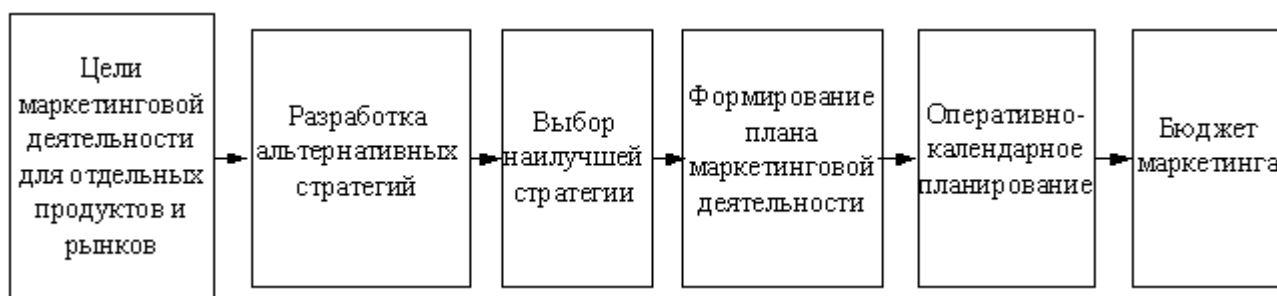 Цели
маркетинговой
деятельности
для отдельных
продуктов и
рынков
Разработка
альтернативных
стратегий
Выбор
наилучшей
стратегии
Формирование
плана
маркетинговой
деятельности
Оперативно-
календарное
планирование
Бюджет
маркетинга